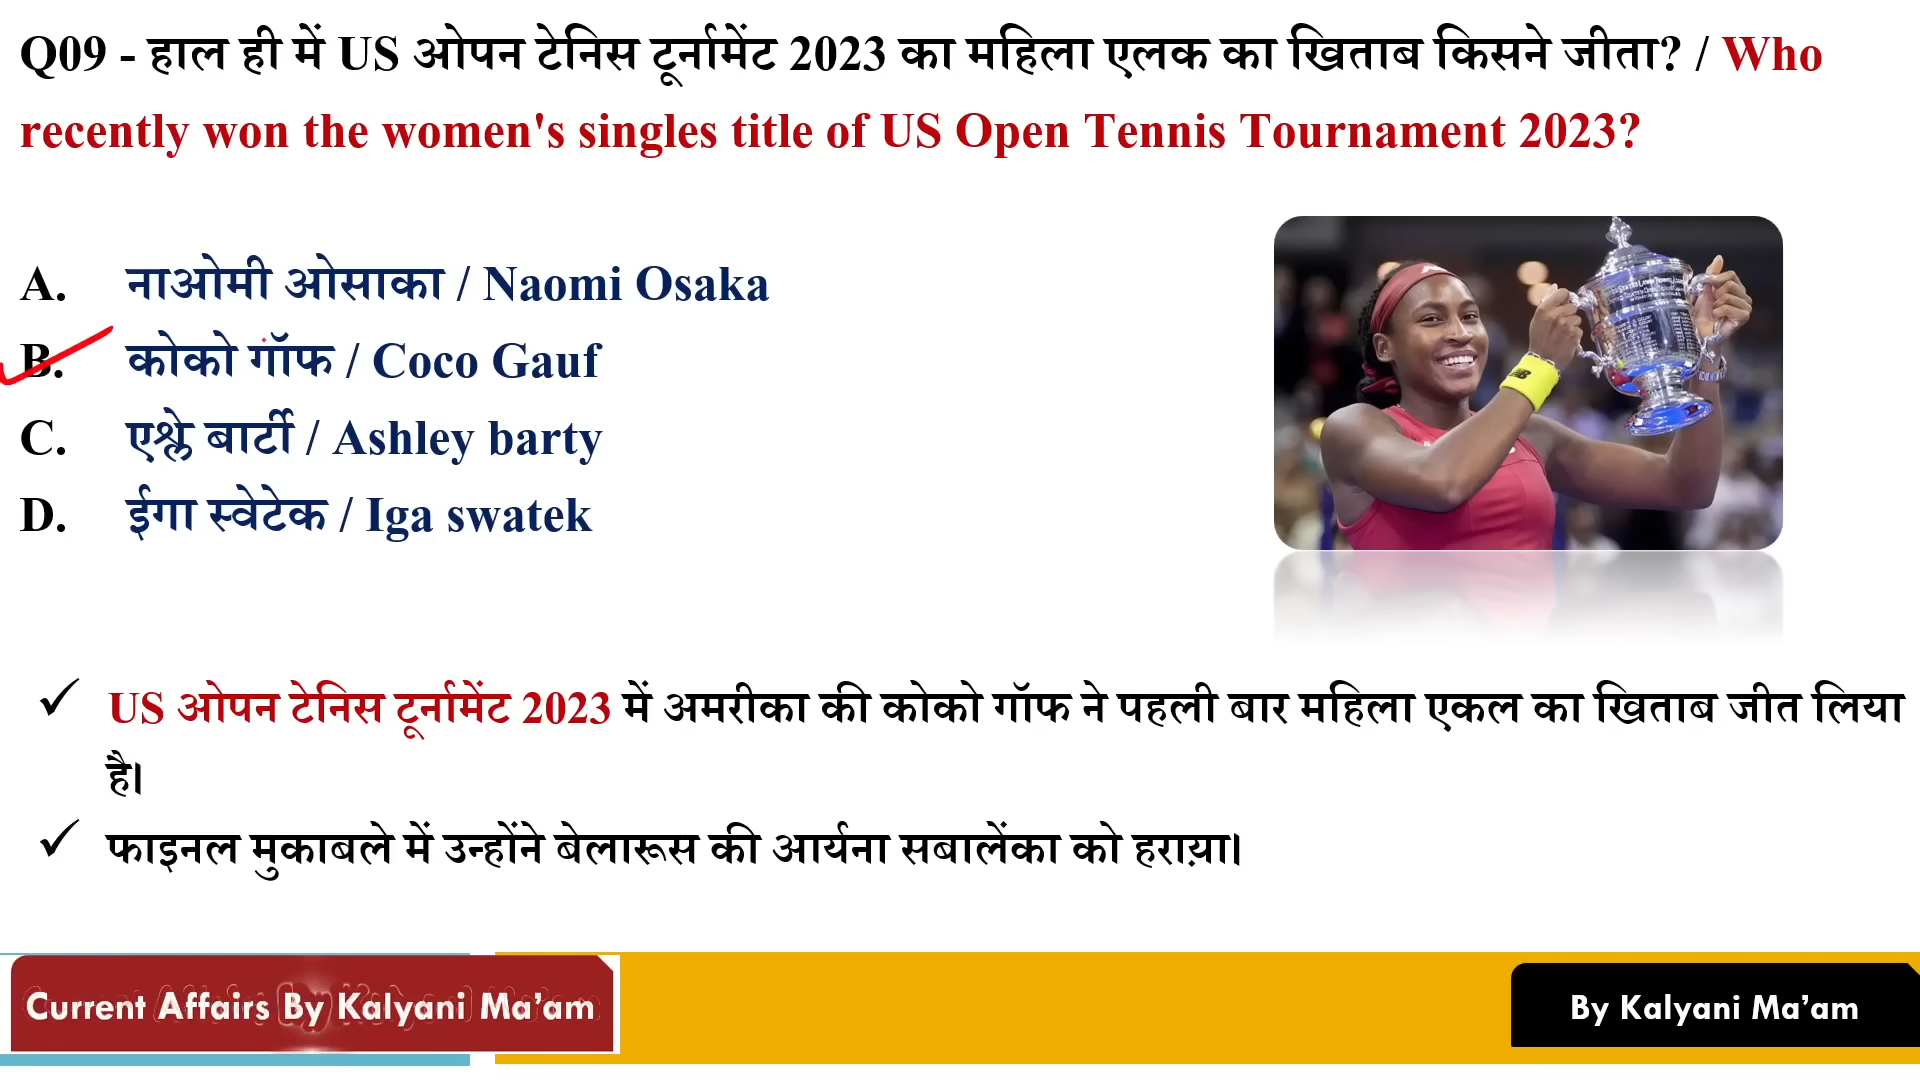 Q09 - हाल ही में US ओपन टेनिस टूर्नामेंट 2023 का महिला एलक का खिताब किसने जीता? / Who
recently won the women's singles title of US Open Tennis Tournament 2023?
A. नाओमी ओसाका / Naomi Osaka
B. कोको गॉफ / Coco Gauf
C. एश्ले बार्टी / Ashley barty
D. ईगा स्वेटेक / Iga swatek
✓ US ओपन टेनिस टूर्नामेंट 2023 में अमरीका की कोको गॉफ ने पहली बार महिला एकल का खिताब जीत लिया
है।
✓ फाइनल मुकाबले में उन्होंने बेलारूस की आर्यना सबालेंका को हराय़ा।
Current Affairs By Kalyani Ma’am
By Kalyani Ma’am